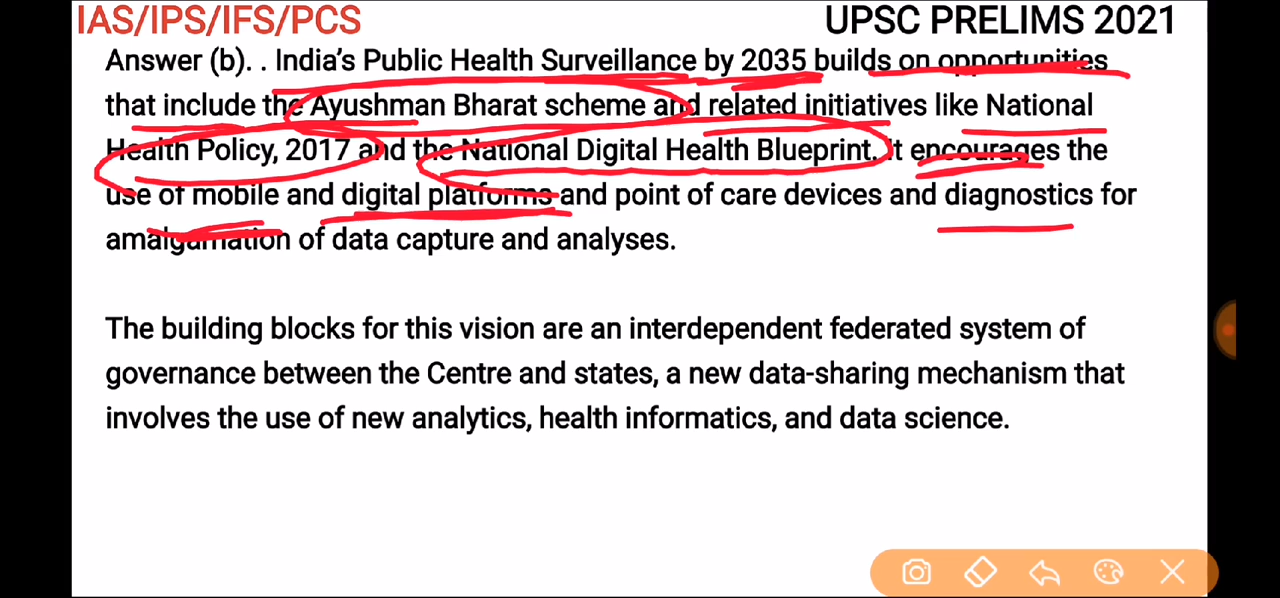 IAS/IPS/IFS/PCS
UPSC PRELIMS 2021
Answer (b). . India's Public Health Surveillance by 2035 builds on opportunities
that include the Ayushman Bharat scheme and related initiatives like National
Health Policy, 2017 and the National Digital Health Blueprint. It encourages the
use of mobile and digital platforms and point of care devices and diagnostics for
amalgamation of data capture and analyses.
The building blocks for this vision are an interdependent federated system of
governance between the Centre and states, a new data-sharing mechanism that
involves the use of new analytics, health informatics, and data science.